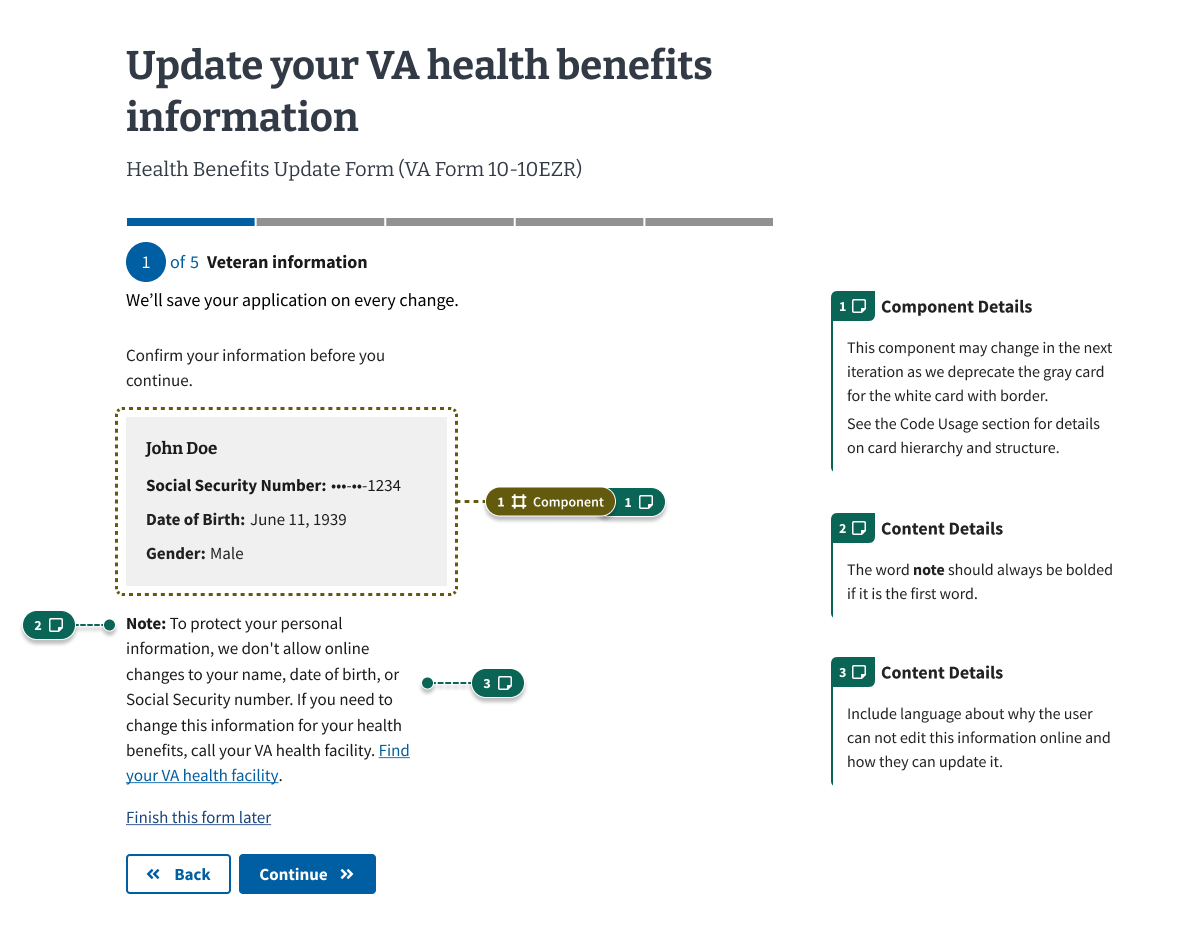 Update your VA health benefits
information
Health Benefits Update Form (VA Form 10-10EZR)
1 of 5 Veteran information
We’ll save your application on every change.
Confirm your information before you
continue.
John Doe
Social Security Number: •••-••-1234
Date of Birth: June 11, 1939
Gender: Male
1 Component 1
2
Note: To protect your personal
information, we don't allow online
changes to your name, date of birth, or
Social Security number. If you need to
change this information for your health
benefits, call your VA health facility. Find
your VA health facility.
3
Finish this form later
Back
Continue
1 Component Details
This component may change in the next
iteration as we deprecate the gray card
for the white card with border.
See the Code Usage section for details
on card hierarchy and structure.
2 Content Details
The word note should always be bolded
if it is the first word.
3 Content Details
Include language about why the user
can not edit this information online and
how they can update it.